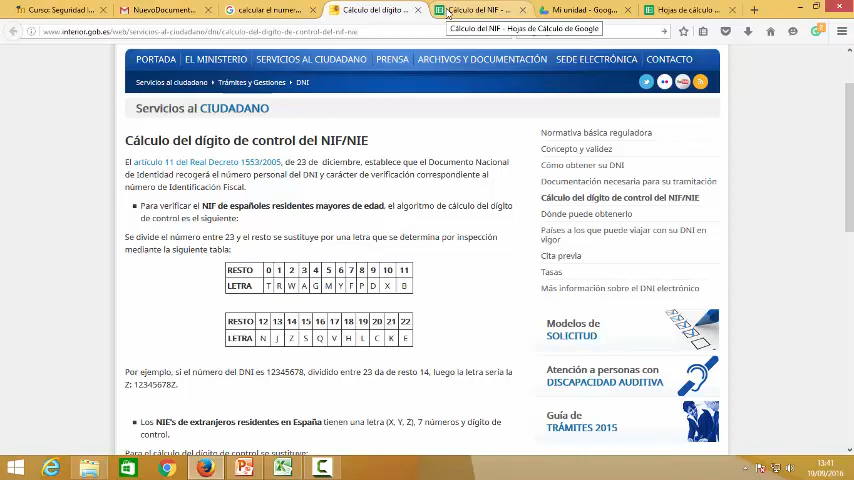 Curso: Seguridad I...
NuevoDocument...
calcular el numer...
Cálculo del dígito ...
Cálculo del NIF - ...
Mi unidad - Goog...
Hojas de cálculo ...
www.interior.gob.es/web/servicios-al-ciudadano/dni/calculo-del-digito-de-control-del-nif-nie
Cálculo del NIF - Hojas de Cálculo de Google
PORTADA EL MINISTERIO SERVICIOS AL CIUDADANO PRENSA ARCHIVOS Y DOCUMENTACIÓN SEDE ELECTRÓNICA CONTACTO
Servicios al ciudadano Trámites y Gestiones DNI
Servicios al CIUDADANO
Cálculo del dígito de control del NIF/NIE
El artículo 11 del Real Decreto 1553/2005, de 23 de diciembre, establece que el Documento Nacional
de Identidad recogerá el número personal del DNI y carácter de verificación correspondiente al
número de Identificación Fiscal.
Para verificar el NIF de españoles residentes mayores de edad, el algoritmo de cálculo del dígito
de control es el siguiente:
Se divide el número entre 23 y el resto se sustituye por una letra que se determina por inspección
mediante la siguiente tabla:
RESTO 0 1 2 3 4 5 6 7 8 9 10 11
LETRA T R W A G M Y F P D X B
RESTO 12 13 14 15 16 17 18 19 20 21 22
LETRA N J Z S Q V H L C K E
Por ejemplo, si el número del DNI es 12345678, dividido entre 23 da de resto 14, luego la letra sería la
Z: 12345678Z.
Los NIE's de extranjeros residentes en España tienen una letra (X, Y, Z), 7 números y dígito de
control.
Para el cálculo del dígito de control se sustituye:
Normativa básica reguladora
Concepto y validez
Cómo obtener su DNI
Documentación necesaria para su tramitación
Cálculo del dígito de control del NIF/NIE
Dónde puede obtenerlo
Países a los que puede viajar con su DNI en
vigor
Cita previa
Tasas
Más información sobre el DNI electrónico
Modelos de
SOLICITUD
Atención a personas con
DISCAPACIDAD AUDITIVA
Guía de
TRÁMITES 2015
13:41
19/09/2016